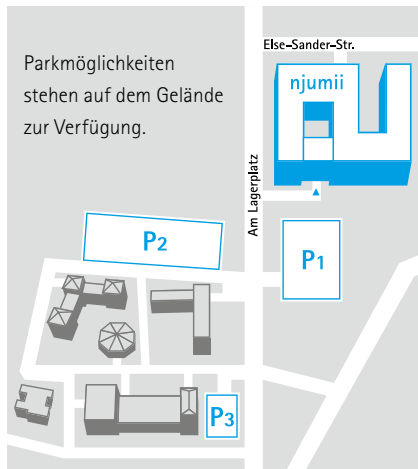 Else-Sander-Str.
Parkmöglichkeiten
stehen auf dem Gelände
zur Verfügung.
njumii
Am Lagerplatz
P2
P1
P3